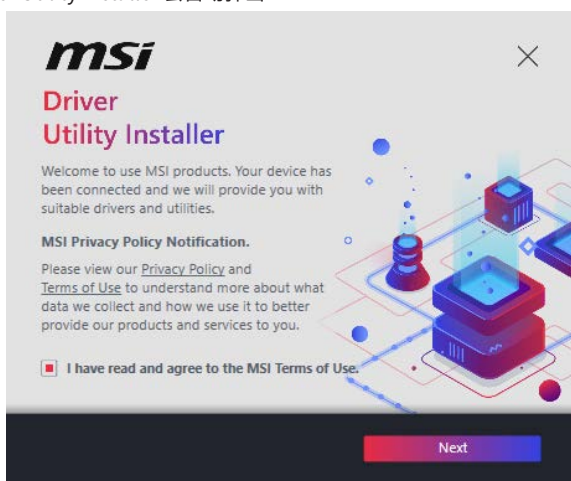 msi
Driver
Utility Installer
Welcome to use MSI products. Your device has
been connected and we will provide you with
suitable drivers and utilities.
MSI Privacy Policy Notification.
Please view our Privacy Policy and
Terms of Use to understand more about what
data we collect and how we use it to better
provide our products and services to you.
I have read and agree to the MSI Terms of Use.
Next